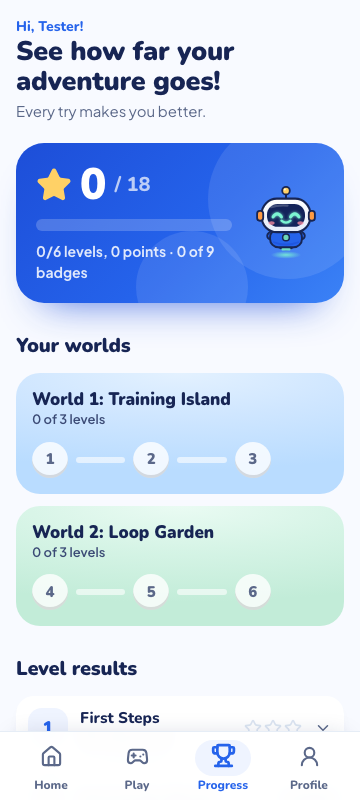 Hi, Tester!
See how far your
adventure goes!
Every try makes you better.
0 / 18
0/6 levels, 0 points · 0 of 9
badges
Your worlds
World 1: Training Island
0 of 3 levels
1 2 3
World 2: Loop Garden
0 of 3 levels
4 5 6
Level results
First Steps
1
Home Play Progress Profile